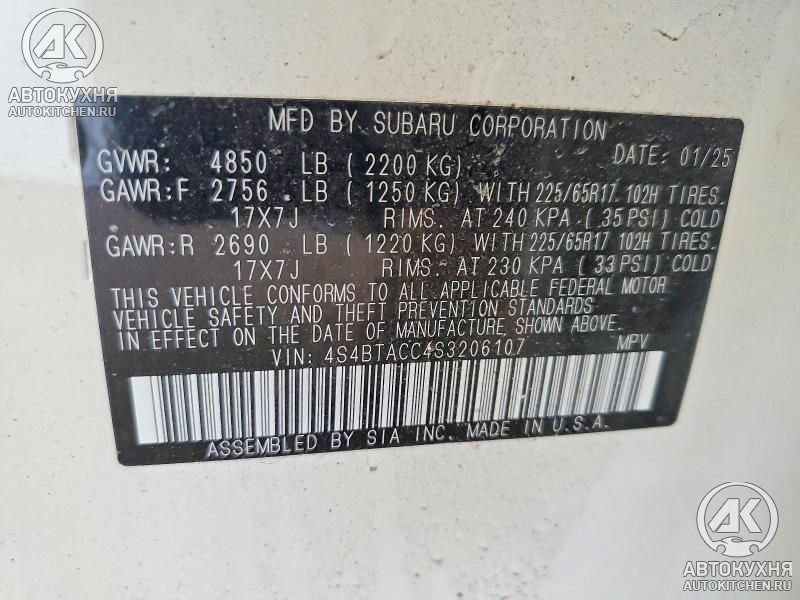 AK
АВТОКУХНЯ
AUTOKITCHEN.RU
MFD BY SUBARU CORPORATION
GVWR: 4850 LB ( 2200 KG) DATE: 01/25
GAWR:F 2756 LB ( 1250 KG) WITH 225/65R17 102H TIRES.
17X7J RIMS. AT 240 KPA ( 35 PSI) COLD
GAWR:R 2690 LB ( 1220 KG) WITH 225/65R17 102H TIRES.
17X7J RIMS. AT 230 KPA ( 33 PSI) COLD
THIS VEHICLE CONFORMS TO ALL APPLICABLE FEDERAL MOTOR
VEHICLE SAFETY AND THEFT PREVENTION STANDARDS
IN EFFECT ON THE DATE OF MANUFACTURE SHOWN ABOVE.
VIN: 4S4BTACC4S3206107 MPV
ASSEMBLED BY SIA INC. MADE IN U.S.A.
AK
АВТОКУХНЯ
AUTOKITCHEN.RU